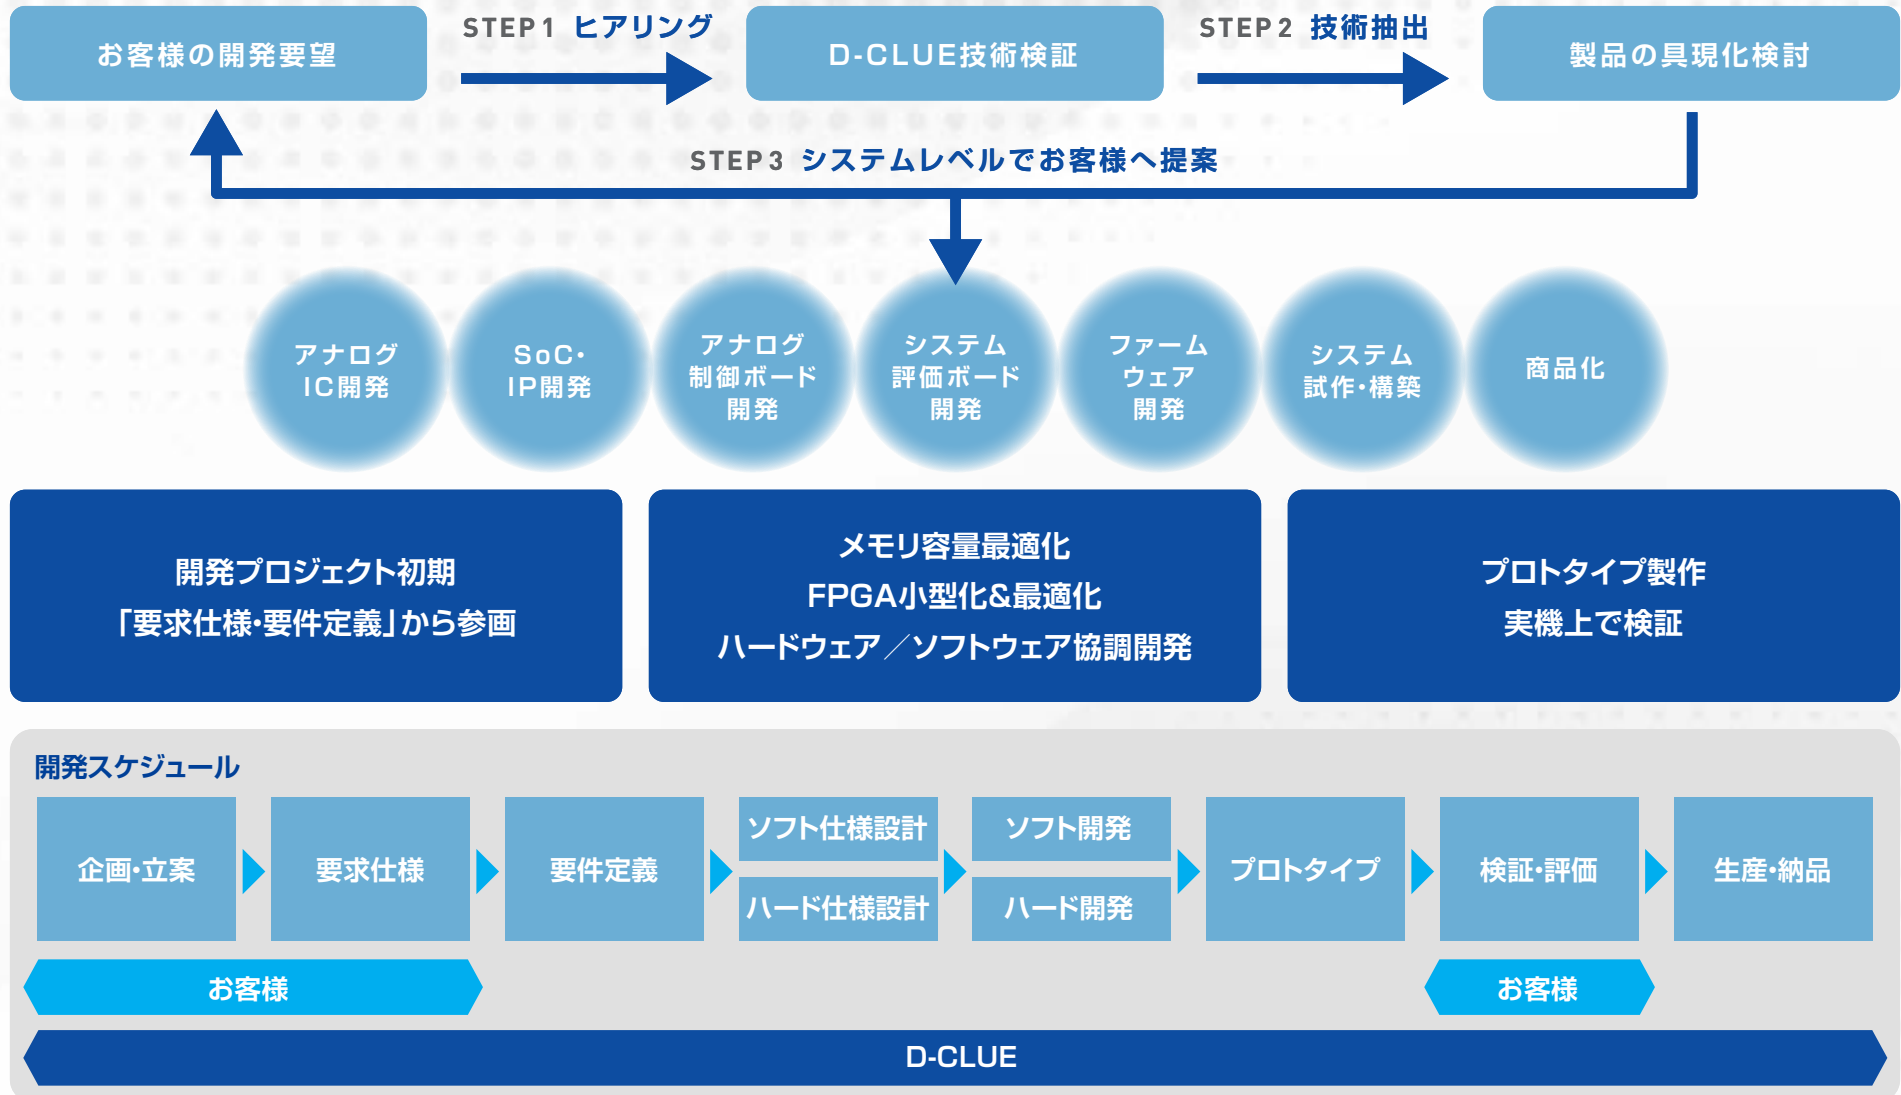 お客様の開発要望
STEP1 ヒアリング
D-CLUE技術検証
STEP2 技術抽出
製品の具現化検討
STEP3 システムレベルでお客様へ提案
アナログ
IC開発
SoC・
IP開発
アナログ
制御ボード
開発
システム
評価ボード
開発
ファーム
ウェア
開発
システム
試作・構築
商品化
開発プロジェクト初期
「要求仕様・要件定義」から参画
メモリ容量最適化
FPGA小型化&最適化
ハードウェア／ソフトウェア協調開発
プロトタイプ製作
実機上で検証
開発スケジュール
企画・立案
要求仕様
要件定義
ソフト仕様設計
ハード仕様設計
ソフト開発
ハード開発
プロトタイプ
検証・評価
生産・納品
お客様
お客様
D-CLUE